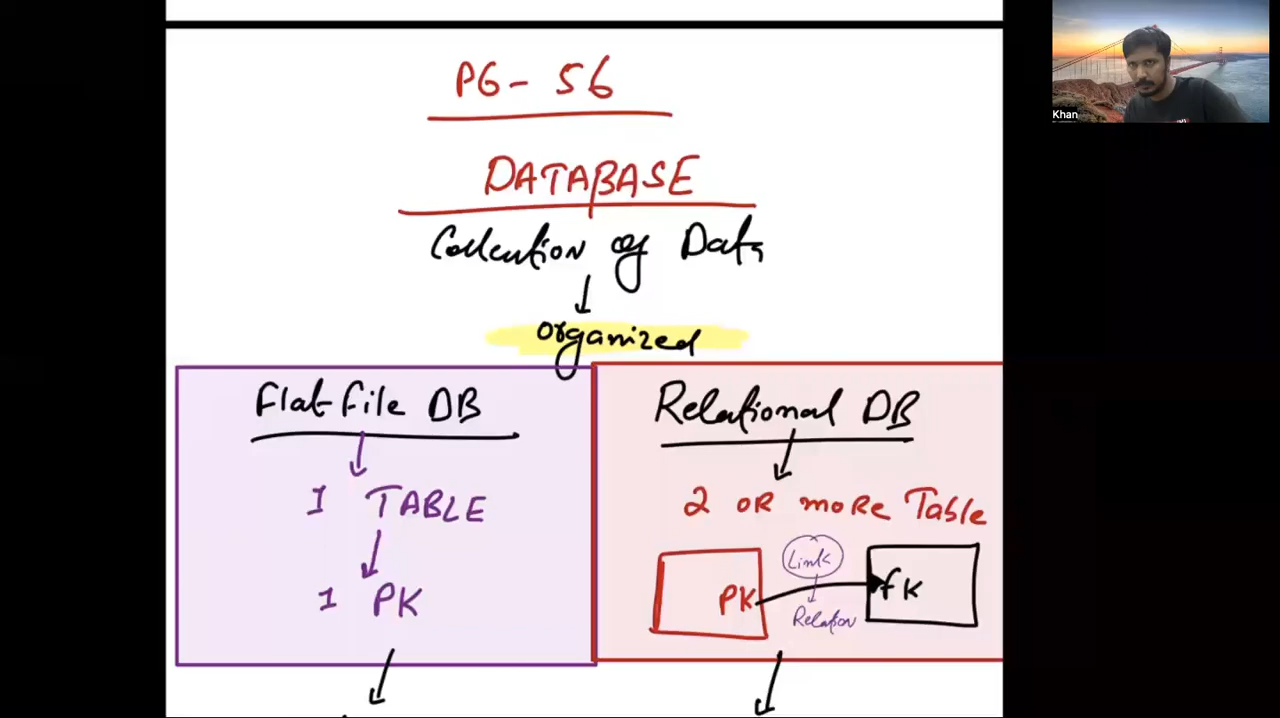 PG - 56
DATABASE
Collection of Data
organized
Flat file DB
1 TABLE
1 PK
Relational DB
2 OR moRe Table
PK
Link
Relation
fK
Khan